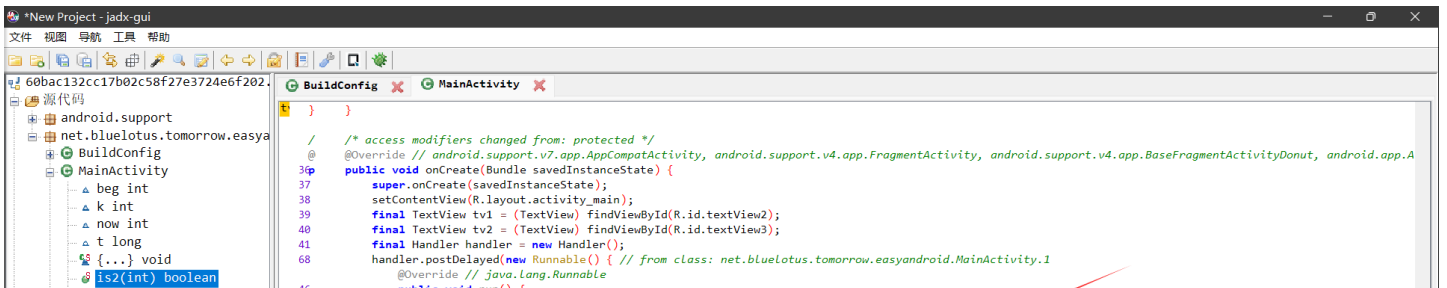 *New Project - jadx-gui
文件 视图 导航 工具 帮助
60bac132cc17b02c58f27e3724e6f202.
BuildConfig
MainActivity
源代码
android.support
net.bluelotus.tomorrow.easya
BuildConfig
MainActivity
beg int
k int
now int
t long
{...} void
is2(int) boolean
} }
/ /* access modifiers changed from: protected */
@ @Override // android.support.v7.app.AppCompatActivity, android.support.v4.app.FragmentActivity, android.support.v4.app.BaseFragmentActivityDonut, android.app.A
36 public void onCreate(Bundle savedInstanceState) {
37 super.onCreate(savedInstanceState);
38 setContentView(R.layout.activity_main);
39 final TextView tv1 = (TextView) findViewById(R.id.textView2);
40 final TextView tv2 = (TextView) findViewById(R.id.textView3);
41 final Handler handler = new Handler();
68 handler.postDelayed(new Runnable() { // from class: net.bluelotus.tomorrow.easyandroid.MainActivity.1
@Override // java.lang.Runnable